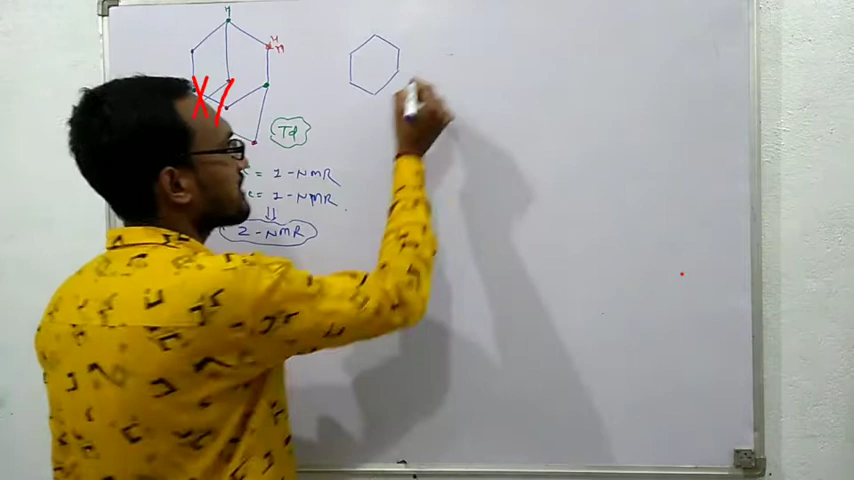 H
H
H
Td
= 1-NMR
c = 1-NMR
⇓
2-NMR